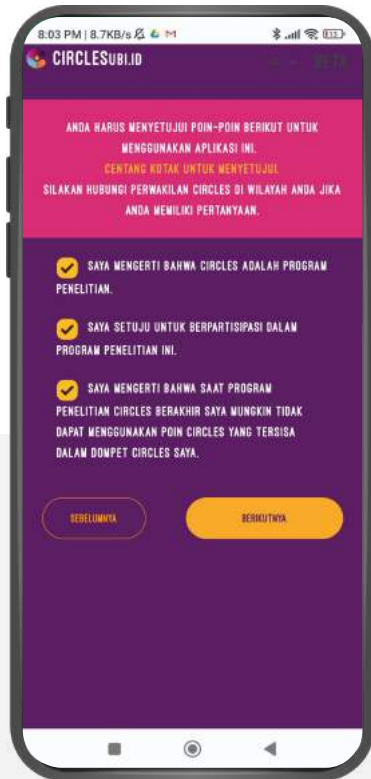 8:03 PM | 8.7KB/s
CIRCLESUBI.ID
BETA
ANDA HARUS MENYETUJUI POIN-POIN BERIKUT UNTUK
MENGGUNAKAN APLIKASI INI.
CENTANG KOTAK UNTUK MENYETUJUI.
SILAKAN HUBUNGI PERWAKILAN CIRCLES DI WILAYAH ANDA JIKA
ANDA MEMILIKI PERTANYAAN.
SAYA MENGERTI BAHWA CIRCLES ADALAH PROGRAM
PENELITIAN.
SAYA SETUJU UNTUK BERPARTISIPASI DALAM
PROGRAM PENELITIAN INI.
SAYA MENGERTI BAHWA SAAT PROGRAM
PENELITIAN CIRCLES BERAKHIR SAYA MUNGKIN TIDAK
DAPAT MENGGUNAKAN POIN CIRCLES YANG TERSISA
DALAM DOMPET CIRCLES SAYA.
SEBELUMNYA
BERIKUTNYA